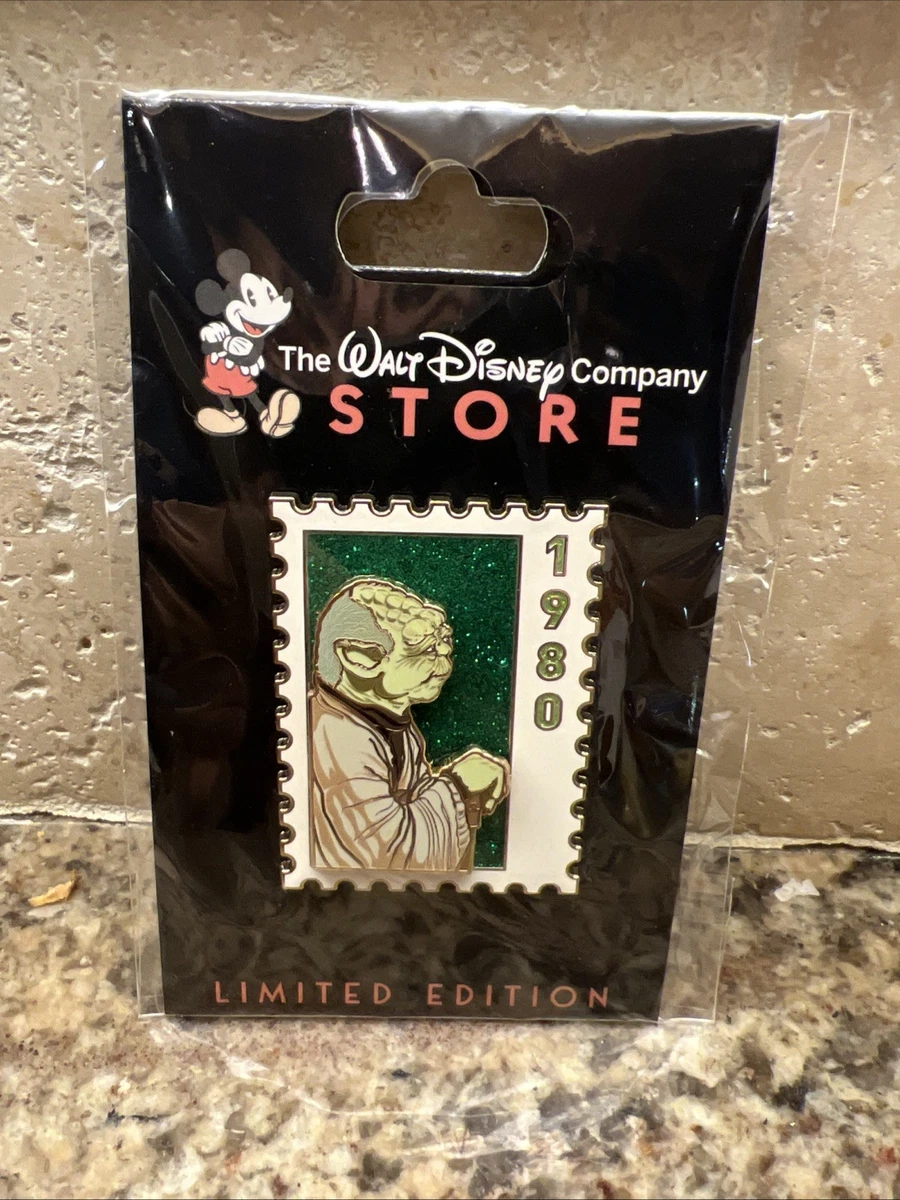 The WALT DISNEY Company
STORE
1980
LIMITED EDITION